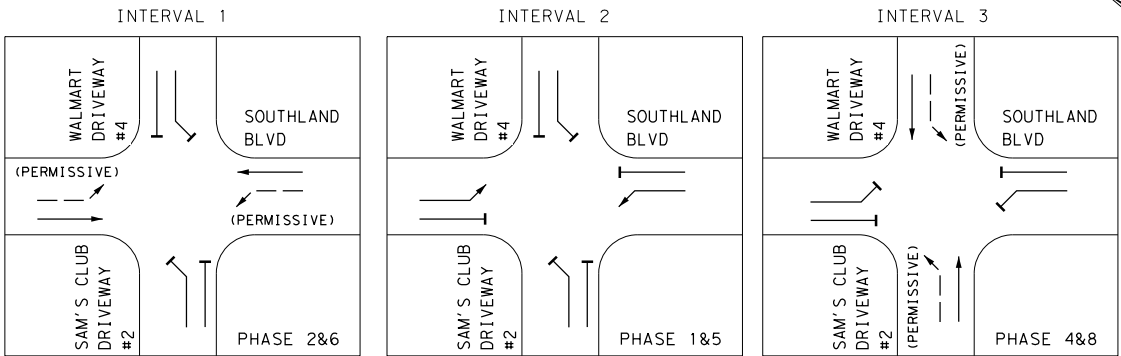 INTERVAL 1
WALMART
DRIVEWAY
#4
SOUTHLAND
BLVD
(PERMISSIVE)
(PERMISSIVE)
SAM'S CLUB
DRIVEWAY
#2
PHASE 2&6
INTERVAL 2
WALMART
DRIVEWAY
#4
SOUTHLAND
BLVD
SAM'S CLUB
DRIVEWAY
#2
PHASE 1&5
INTERVAL 3
WALMART
DRIVEWAY
#4
(PERMISSIVE)
SOUTHLAND
BLVD
SAM'S CLUB
DRIVEWAY
#2
(PERMISSIVE)
PHASE 4&8